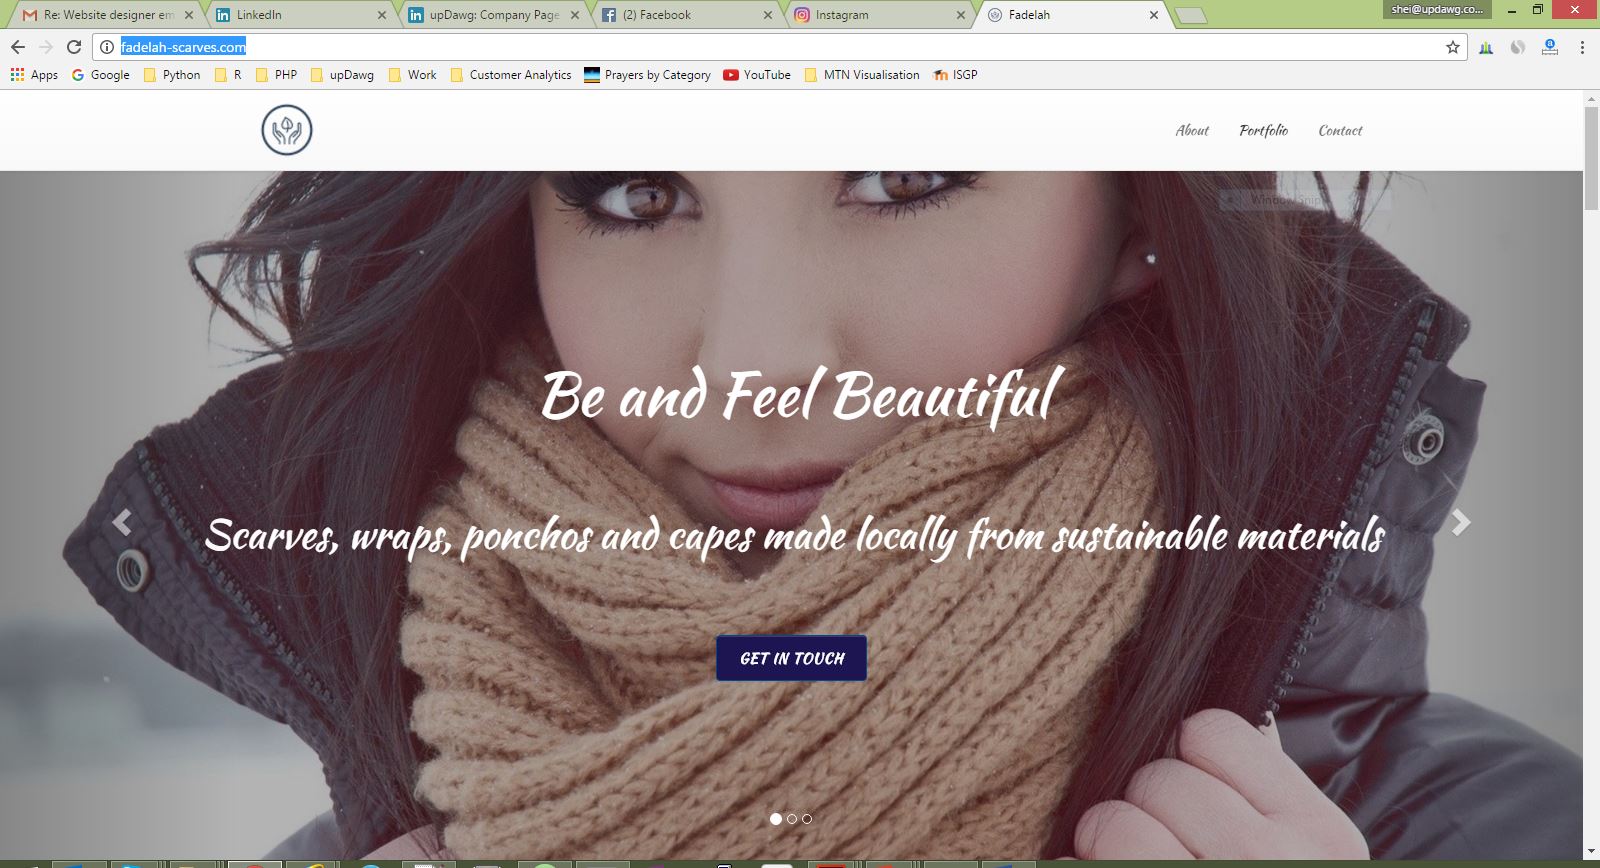 Re: Website designer em
LinkedIn
upDawg: Company Page
(2) Facebook
Instagram
Fadelah
shei@updawg.co...
fadelah-scarves.com
Apps
Google
Python
R
PHP
upDawg
Work
Customer Analytics
Prayers by Category
YouTube
MTN Visualisation
ISGP
About
Portfolio
Contact
Window Snip
Be and Feel Beautiful
Scarves, wraps, ponchos and capes made locally from sustainable materials
GET IN TOUCH